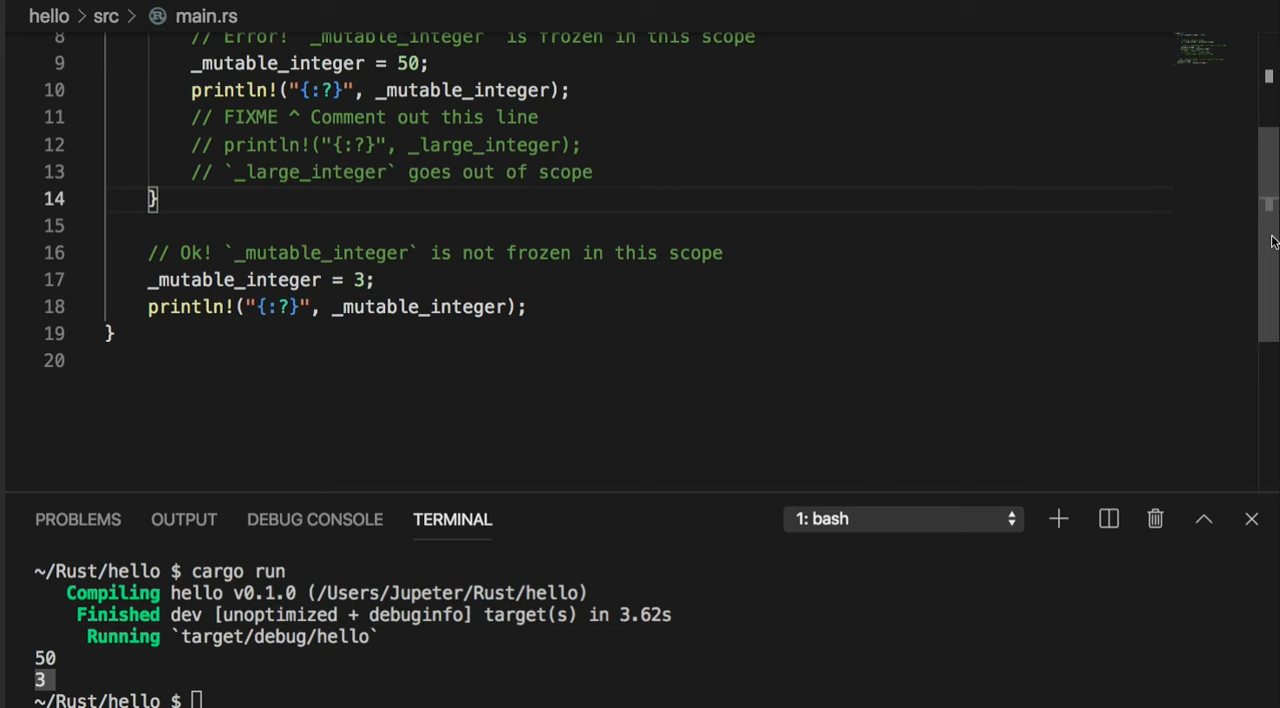 hello > src > main.rs
8 // Error! `_mutable_integer` is frozen in this scope
9 _mutable_integer = 50;
10 println!("{:?}", _mutable_integer);
11 // FIXME ^ Comment out this line
12 // println!("{:?}", _large_integer);
13 // `_large_integer` goes out of scope
14 }
15
16 // Ok! `_mutable_integer` is not frozen in this scope
17 _mutable_integer = 3;
18 println!("{:?}", _mutable_integer);
19 }
20
PROBLEMS OUTPUT DEBUG CONSOLE TERMINAL 1: bash
~/Rust/hello $ cargo run
Compiling hello v0.1.0 (/Users/Jupeter/Rust/hello)
Finished dev [unoptimized + debuginfo] target(s) in 3.62s
Running `target/debug/hello`
50
3
~/Rust/hello $